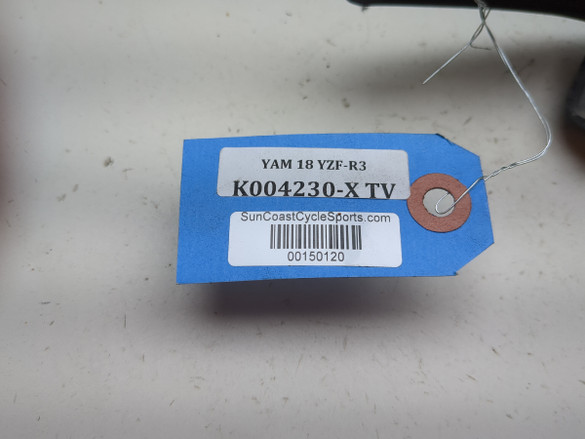 YAM 18 YZF-R3
K004230-X TV
SunCoastCycleSports.com
00150120